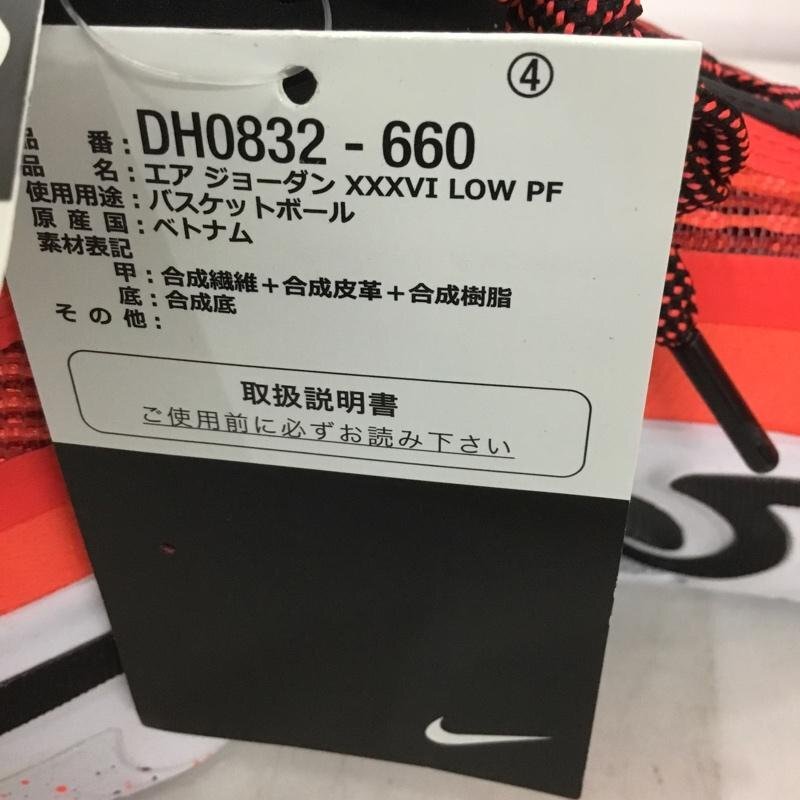 ④
品 番：DH0832 - 660
品 名：エア ジョーダン XXXVI LOW PF
使用用途：バスケットボール
原 産 国：ベトナム
素材表記
甲：合成繊維＋合成皮革＋合成樹脂
底：合成底
そ の 他：
取扱説明書
ご使用前に必ずお読み下さい